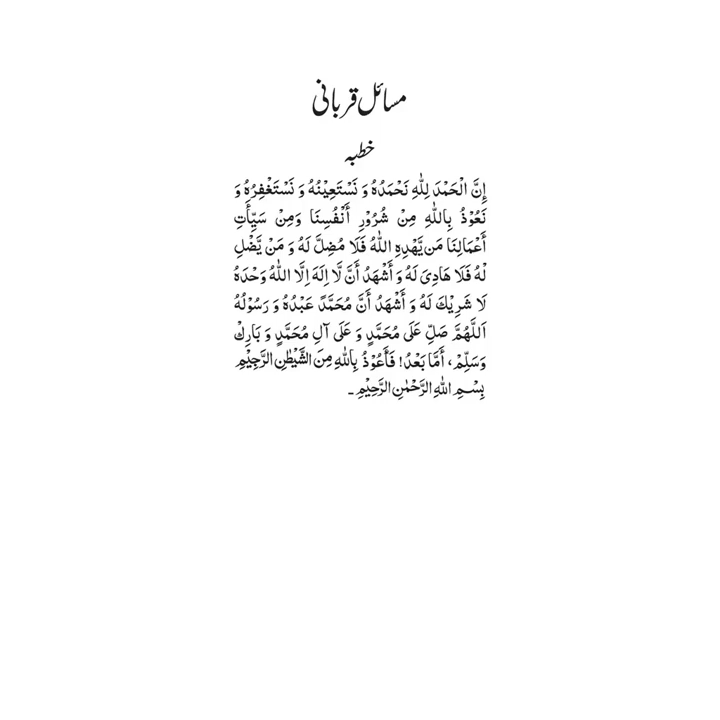 مسائل قربانی
خطبہ
إِنَّ الْحَمْدَ لِلّٰهِ نَحْمَدُهٗ وَ نَسْتَعِيْنُهٗ وَ نَسْتَغْفِرُهٗ وَ
نَعُوْذُ بِاللّٰهِ مِنْ شُرُوْرِ أَنْفُسِنَا وَمِنْ سَيِّأٰتِ
أَعْمَالِنَا مَن يَّهْدِهِ اللّٰهُ فَلَا مُضِلَّ لَهٗ وَ مَنْ يَّضْلِ
لْهُ فَلَا هَادِىَ لَهٗ وَ أَشْهَدُ أَنَّ لَّا إِلٰهَ إِلَّا اللّٰهُ وَحْدَهٗ
لَا شَرِيْكَ لَهٗ وَ أَشْهَدُ أَنَّ مُحَمَّدً عَبْدُهٗ وَ رَسُوْلُهٗ
اَللّٰهُمَّ صَلِّ عَلٰى مُحَمَّدٍ وَ عَلٰى آلِ مُحَمَّدٍ وَ بَارِكْ
وَسَلِّمْ، أَمَّا بَعْدُ! فَأَعُوْذُ بِاللّٰهِ مِنَ الشَّيْطٰنِ الرَّجِيْمِ
بِسْمِ اللّٰهِ الرَّحْمٰنِ الرَّحِيْمِ۔